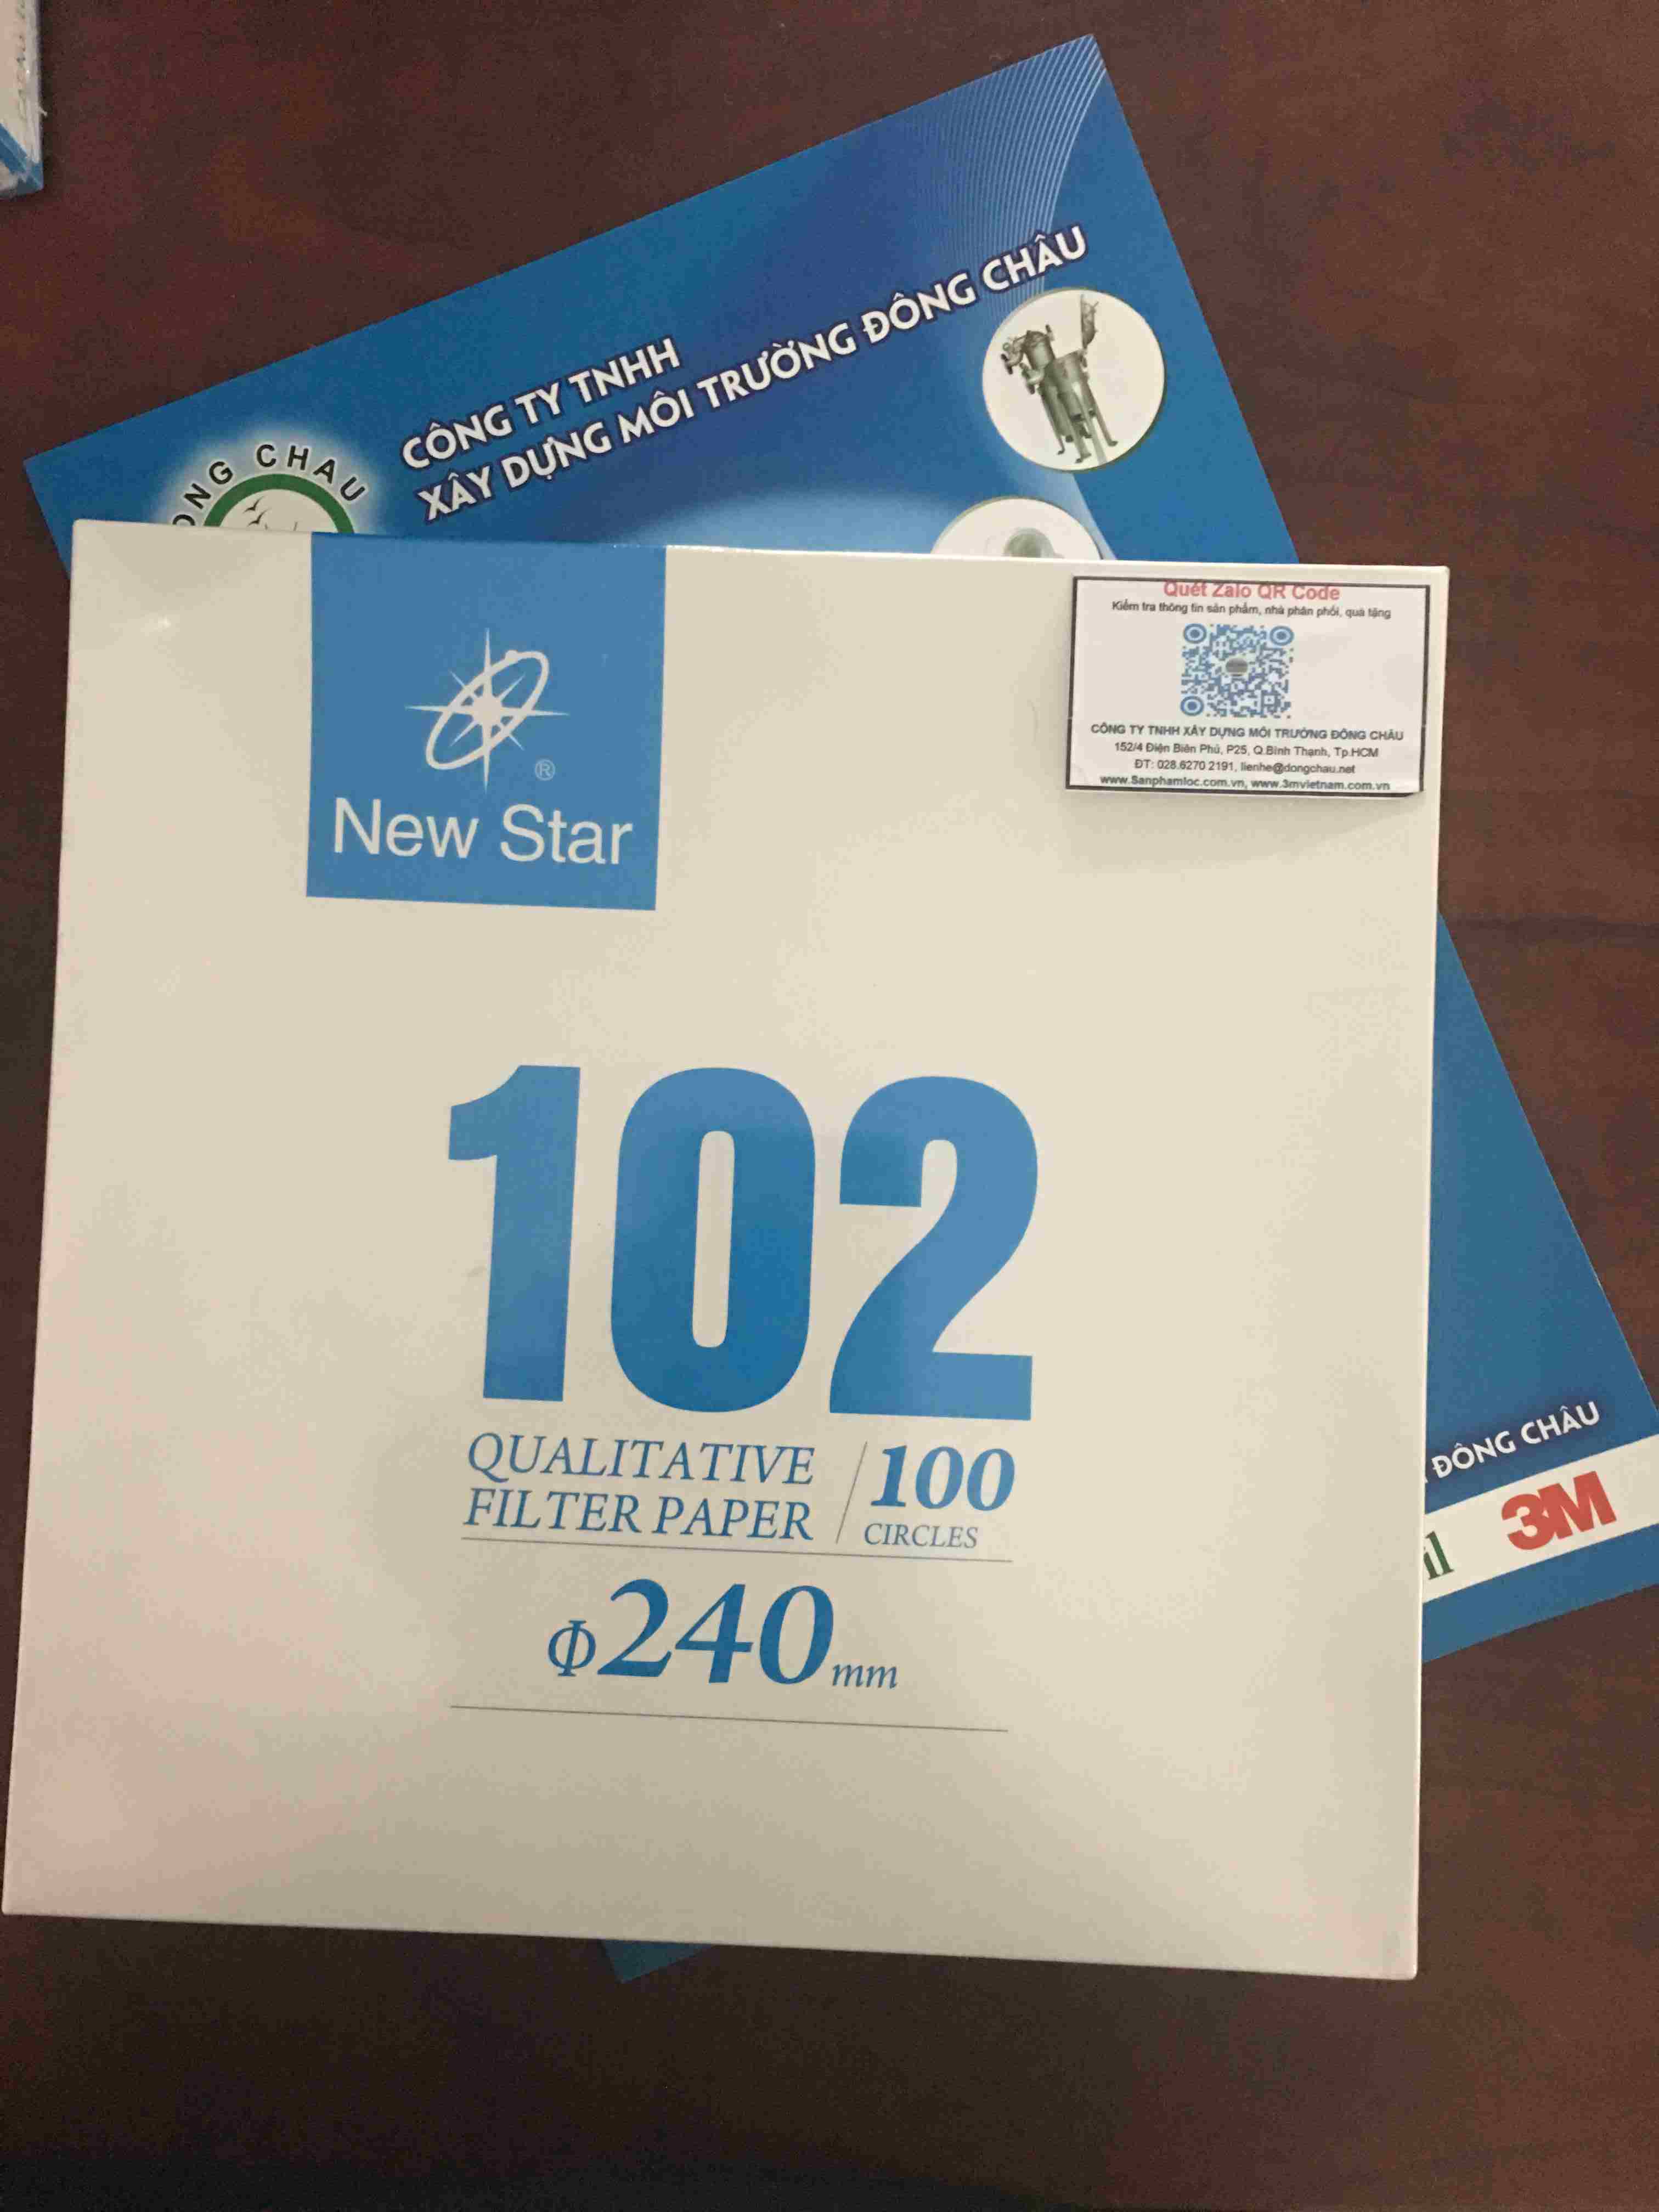 CÔNG TY TNHH
XÂY DỰNG MÔI TRƯỜNG ĐÔNG CHÂU
ONG CHAU
Quét Zalo QR Code
Kiểm tra thông tin sản phẩm, nhà phân phối, quà tặng
CÔNG TY TNHH XÂY DỰNG MÔI TRƯỜNG ĐÔNG CHÂU
152/4 Điện Biên Phủ, P25, Q.Bình Thạnh, Tp.HCM
ĐT: 028.6270 2191, lienhe@dongchau.net
www.Sanphamloc.com.vn, www.3mvietnam.com.vn
®
New Star
102
QUALITATIVE
FILTER PAPER
100
CIRCLES
Φ240mm
ĐÔNG CHÂU
il
3M